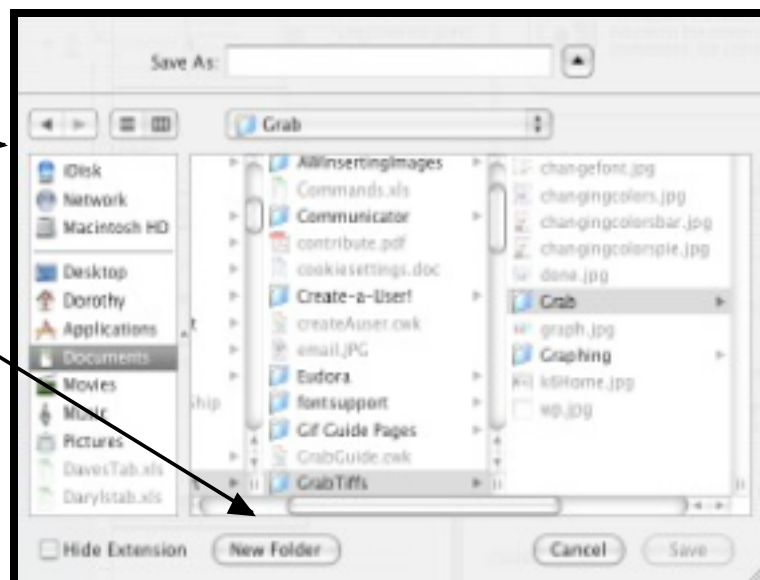 Save As:
Grab
iDisk
Network
Macintosh HD
Desktop
Dorothy
Applications
Documents
Movies
Music
Pictures
DavesTab.xls
Darylstab.xls
t
ship
AWInsertingImages
Commands.xls
Communicator
contribute.pdf
cookiesettings.doc
Create-a-User!
createAuser.cwk
email.JPG
Eudora
fontsupport
Gif Guide Pages
GrabGuide.cwk
GrabTiffs
changefont.jpg
changingcolors.jpg
changingcolorsbar.jpg
changingcolorspie.jpg
done.jpg
Grab
graph.jpg
Graphing
k6Home.jpg
wp.jpg
Hide Extension
New Folder
Cancel
Save